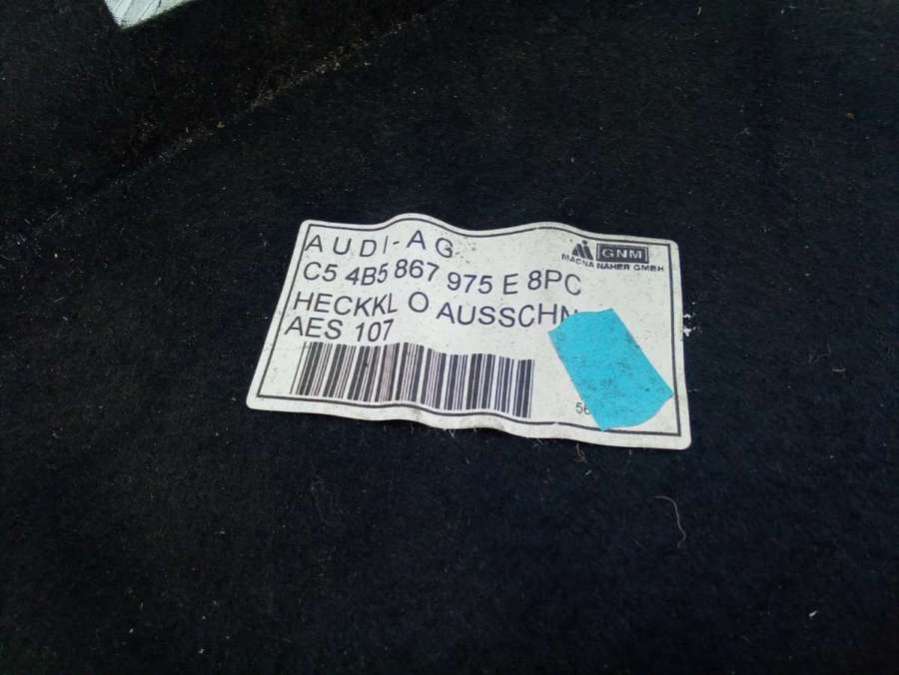 AUDI-AG
GNM
MAGNA NÄHER GMBH
C5 4B5 867 975 E 8PC
HECKKL O AUSSCHN
AES 107